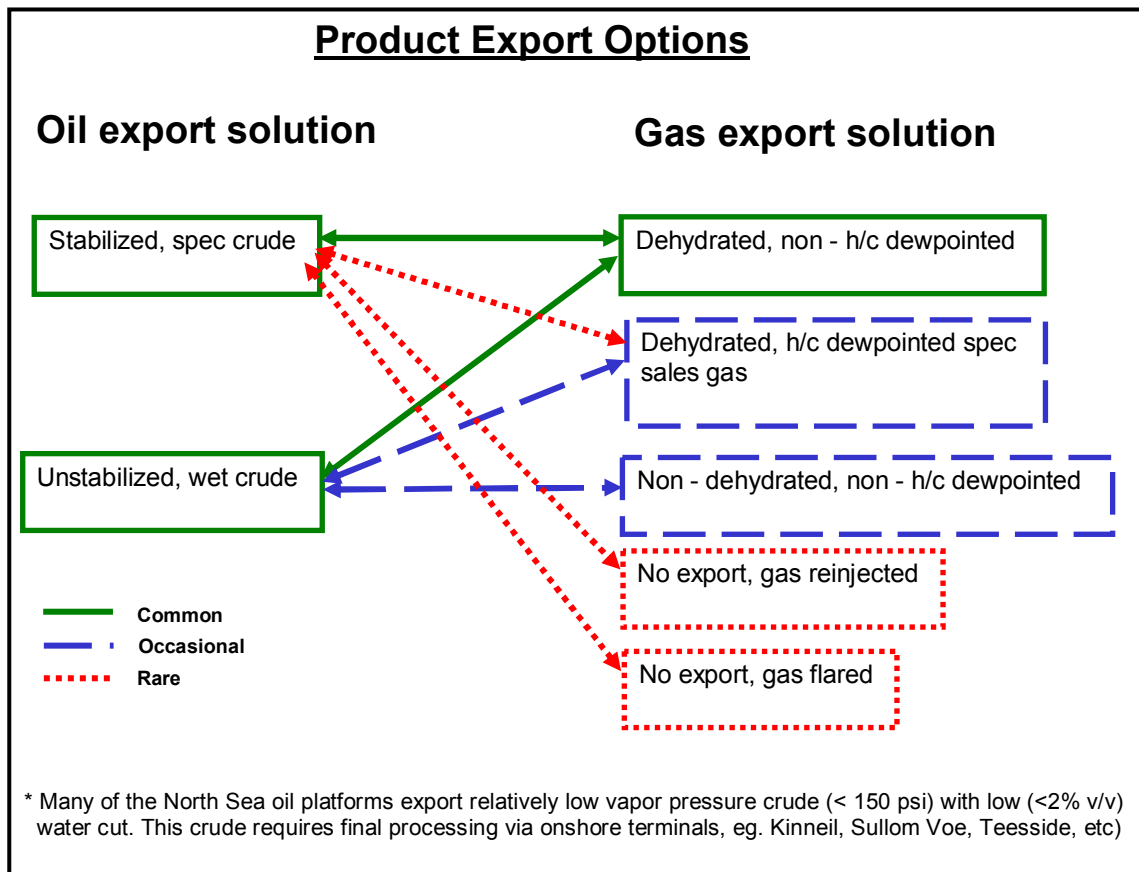 Product Export Options
Oil export solution
Gas export solution
Stabilized, spec crude
Dehydrated, non - h/c dewpointed
Dehydrated, h/c dewpointed spec
sales gas
Unstabilized, wet crude
Non - dehydrated, non - h/c dewpointed
No export, gas reinjected
No export, gas flared
Common
Occasional
Rare
* Many of the North Sea oil platforms export relatively low vapor pressure crude (< 150 psi) with low (<2% v/v)
water cut. This crude requires final processing via onshore terminals, eg. Kinneil, Sullom Voe, Teesside, etc)